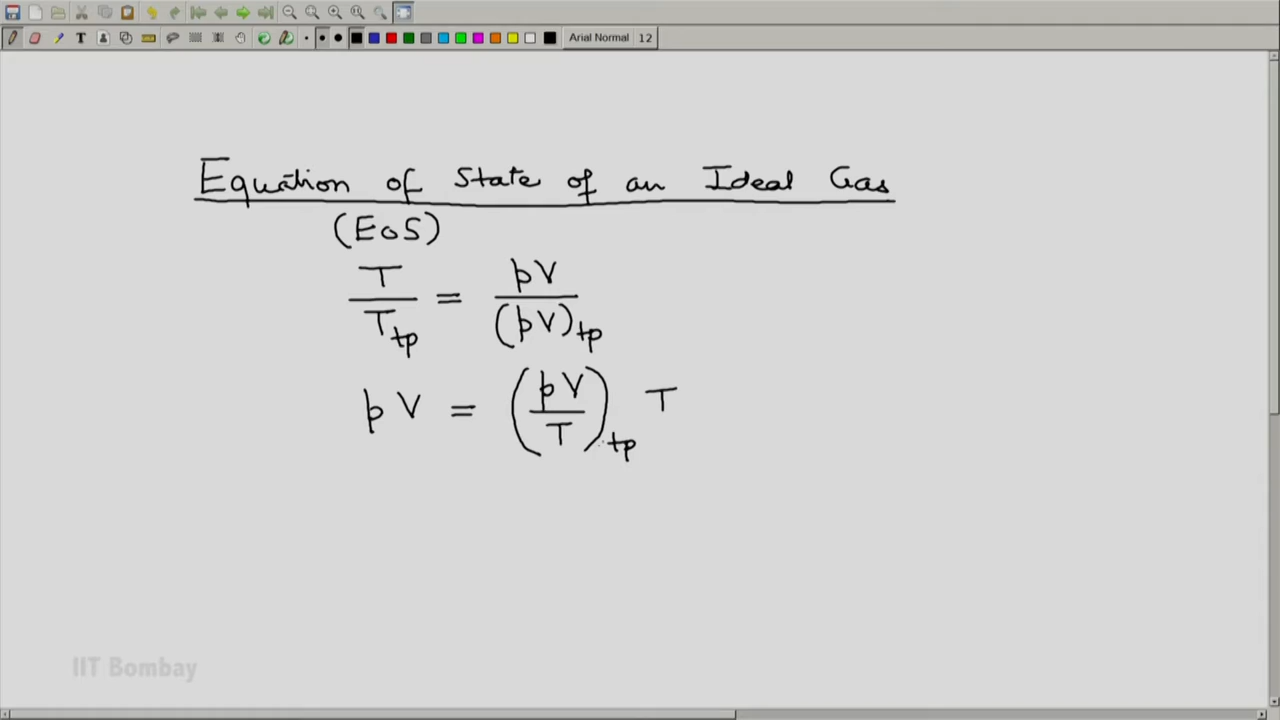 Arial Normal 12
Equation of State of an Ideal Gas
(EoS)
T/T_tp = pV/(pV)_tp
pV = (pV/T)_tp T
IIT Bombay